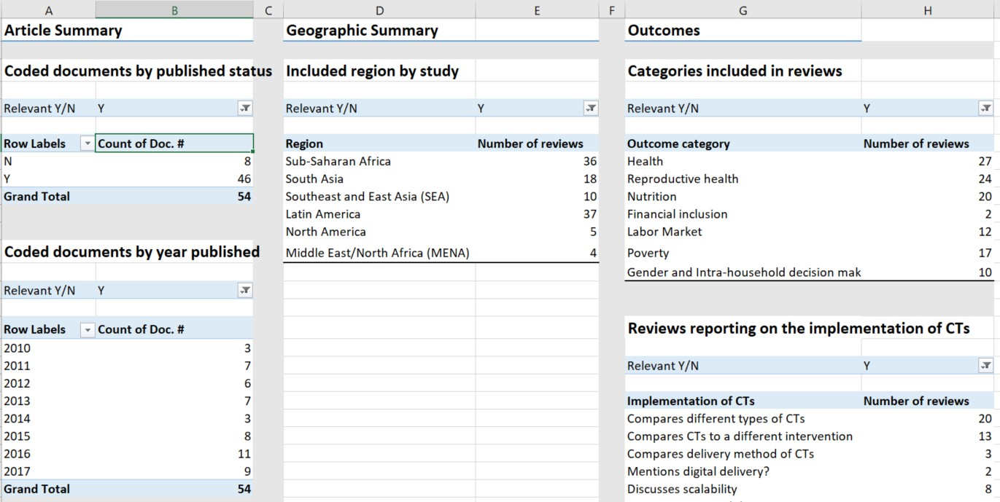 A B C D E F G H
Article Summary Geographic Summary Outcomes
Coded documents by published status Included region by study Categories included in reviews
Relevant Y/N Y Relevant Y/N Y Relevant Y/N Y
Row Labels Count of Doc. # Region Number of reviews Outcome category Number of reviews
N 8 Sub-Saharan Africa 36 Health 27
Y 46 South Asia 18 Reproductive health 24
Grand Total 54 Southeast and East Asia (SEA) 10 Nutrition 20
Latin America 37 Financial inclusion 2
North America 5 Labor Market 12
Coded documents by year published Middle East/North Africa (MENA) 4 Poverty 17
Gender and Intra-household decision mak 10
Relevant Y/N Y
Row Labels Count of Doc. # Reviews reporting on the implementation of CTs
2010 3
2011 7 Relevant Y/N Y
2012 6
2013 7 Implementation of CTs Number of reviews
2014 3 Compares different types of CTs 20
2015 8 Compares CTs to a different intervention 13
2016 11 Compares delivery method of CTs 3
2017 9 Mentions digital delivery? 2
Grand Total 54 Discusses scalability 8